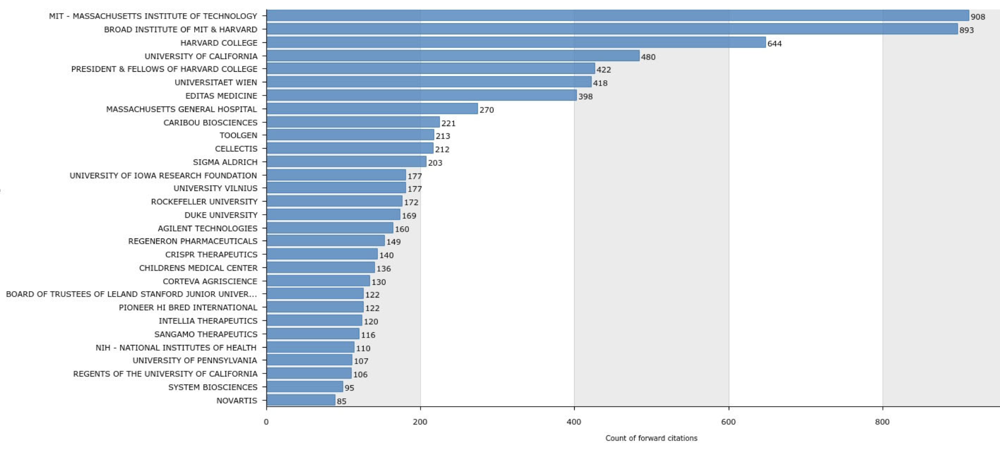 MIT - MASSACHUSETTS INSTITUTE OF TECHNOLOGY 908
BROAD INSTITUTE OF MIT & HARVARD 893
HARVARD COLLEGE 644
UNIVERSITY OF CALIFORNIA 480
PRESIDENT & FELLOWS OF HARVARD COLLEGE 422
UNIVERSITAET WIEN 418
EDITAS MEDICINE 398
MASSACHUSETTS GENERAL HOSPITAL 270
CARIBOU BIOSCIENCES 221
TOOLGEN 213
CELLECTIS 212
SIGMA ALDRICH 203
UNIVERSITY OF IOWA RESEARCH FOUNDATION 177
UNIVERSITY VILNIUS 177
ROCKEFELLER UNIVERSITY 172
DUKE UNIVERSITY 169
AGILENT TECHNOLOGIES 160
REGENERON PHARMACEUTICALS 149
CRISPR THERAPEUTICS 140
CHILDRENS MEDICAL CENTER 136
CORTEVA AGRISCIENCE 130
BOARD OF TRUSTEES OF LELAND STANFORD JUNIOR UNIVER... 122
PIONEER HI BRED INTERNATIONAL 122
INTELLIA THERAPEUTICS 120
SANGAMO THERAPEUTICS 116
NIH - NATIONAL INSTITUTES OF HEALTH 110
UNIVERSITY OF PENNSYLVANIA 107
REGENTS OF THE UNIVERSITY OF CALIFORNIA 106
SYSTEM BIOSCIENCES 95
NOVARTIS 85
0 200 400 600 800
Count of forward citations